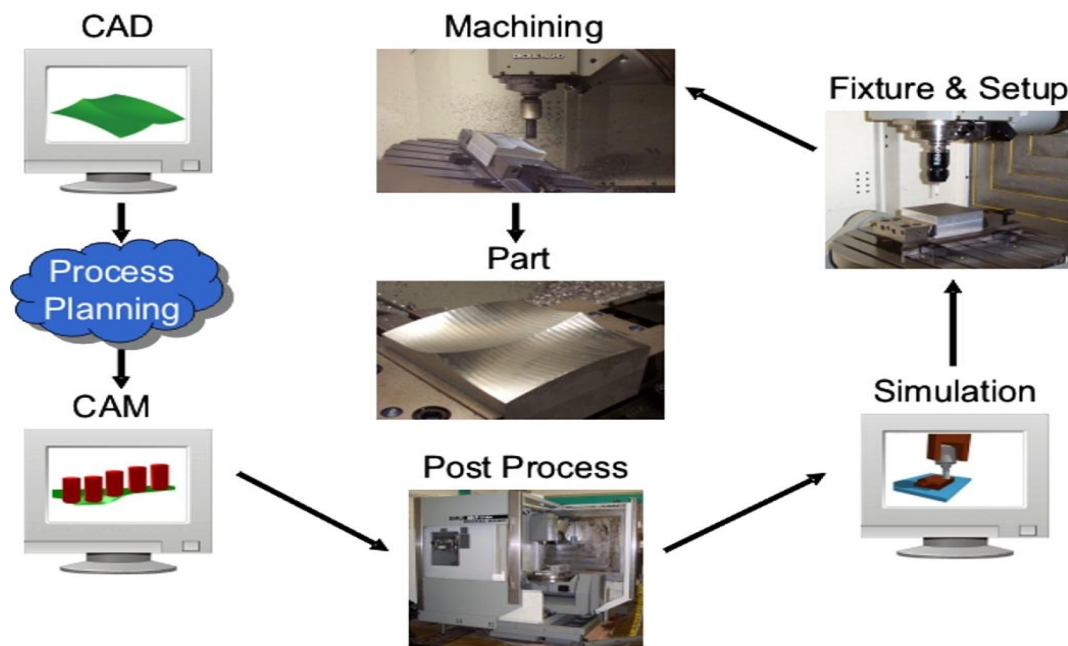 CAD
Machining
Fixture & Setup
Process
Planning
Part
CAM
Simulation
Post Process